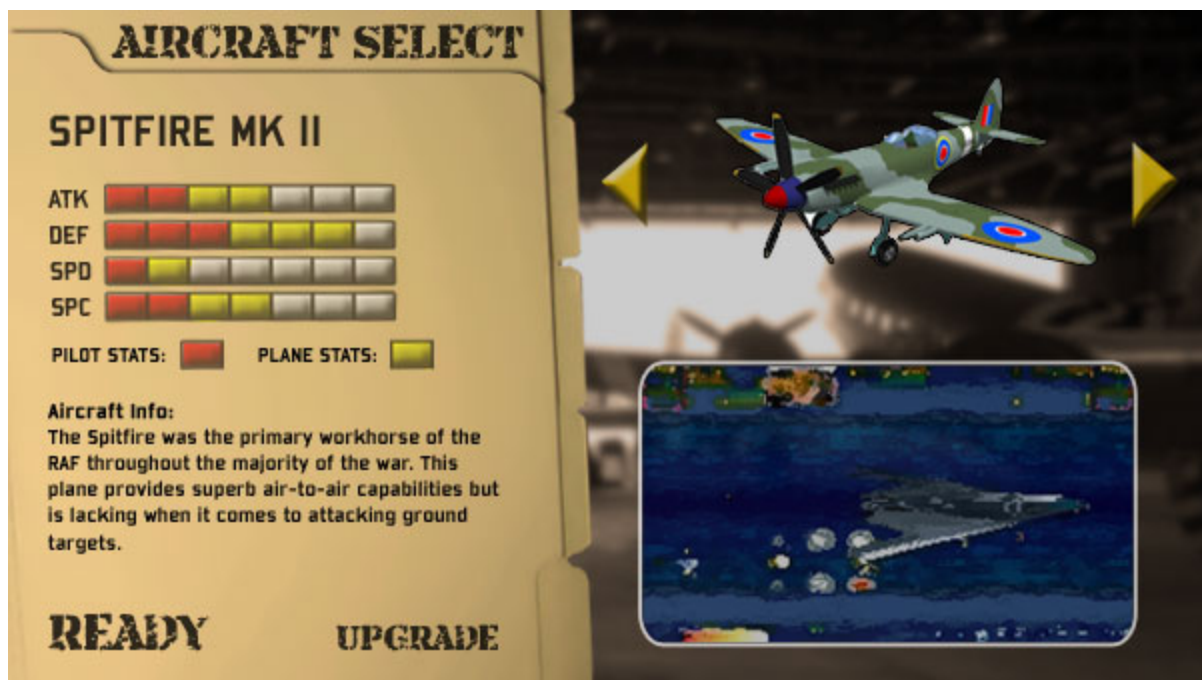 AIRCRAFT SELECT
SPITFIRE MK II
ATK
DEF
SPD
SPC
PILOT STATS:
PLANE STATS:
Aircraft Info:
The Spitfire was the primary workhorse of the
RAF throughout the majority of the war. This
plane provides superb air-to-air capabilities but
is lacking when it comes to attacking ground
targets.
READY
UPGRADE